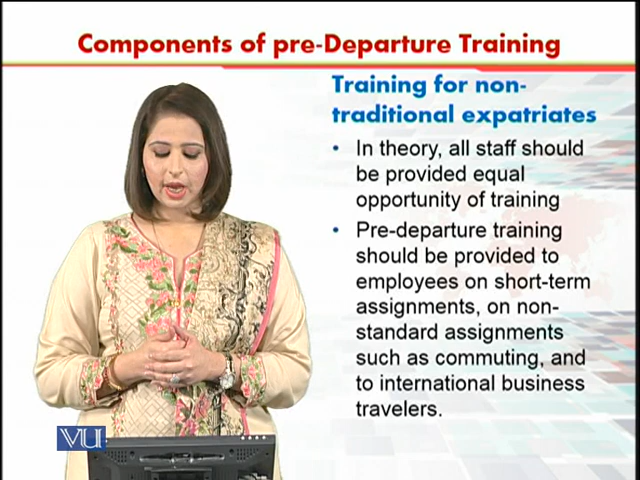 Components of pre-Departure Training
Training for non-
traditional expatriates
• In theory, all staff should
be provided equal
opportunity of training
• Pre-departure training
should be provided to
employees on short-term
assignments, on non-
standard assignments
such as commuting, and
to international business
travelers.
VU